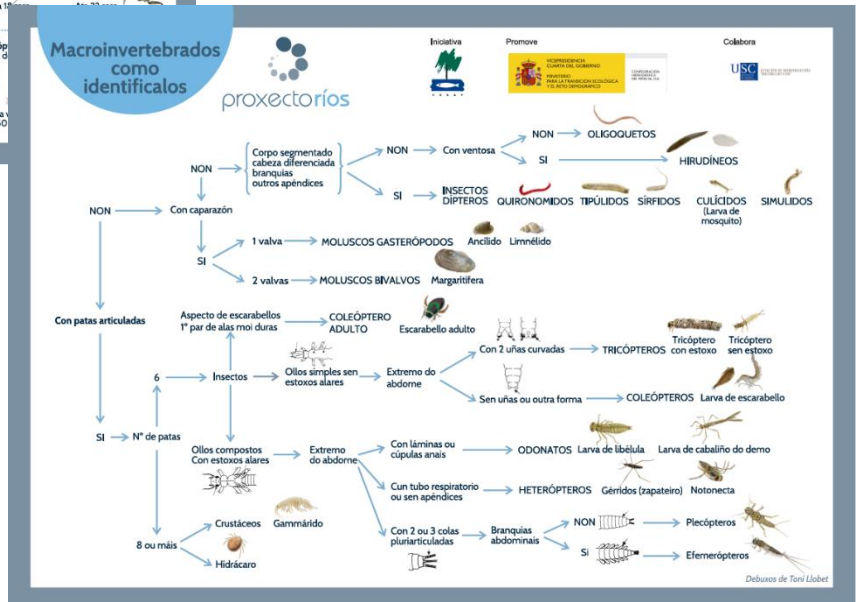 Macroinvertebrados
como
identificalos
proxectoríos
Iniciativa
Promove
Colabora
VICEPRESIDENCIA
CUARTA DEL GOBIERNO
MINISTERIO
PARA LA TRANSICIÓN ECOLÓGICA
Y EL RETO DEMOGRÁFICO
USC
Con patas articuladas
NON
Con caparazón
NON
Corpo segmentado
cabeza diferenciada
branquias
outros apéndices
NON
Con ventosa
NON
OLIGOQUETOS
SI
HIRUDÍNEOS
SI
INSECTOS
DÍPTEROS
QUIRONOMIDOS
TIPÚLIDOS
SÍRFIDOS
CULÍCIDOS
(Larva de
mosquito)
SIMULIDOS
SI
1 valva
MOLUSCOS GASTERÓPODOS
Ancílido
Limnélido
2 valvas
MOLUSCOS BIVALVOS
Margaritifera
SI
Nº de patas
6
Insectos
Aspecto de escarabellos
1º par de alas moi duras
COLEÓPTERO
ADULTO
Escarabello adulto
Ollos simples sen
estoxos alares
Extremo do
abdome
Con 2 uñas curvadas
TRICÓPTEROS
Tricóptero
con estoxo
Tricóptero
sen estoxo
Sen uñas ou outra forma
COLEÓPTEROS
Larva de escarabello
Ollos compostos
Con estoxos alares
Extremo
do abdome
Con láminas ou
cúpulas anais
ODONATOS
Larva de libélula
Larva de cabaliño do demo
Cun tubo respiratorio
ou sen apéndices
HETERÓPTEROS
Gérridos (zapateiro)
Notonecta
Con 2 ou 3 colas
pluriarticuladas
Branquias
abdominais
NON
Plecópteros
Si
Efemerópteros
8 ou máis
Crustáceos
Gammárido
Hidrácaro
Debuxos de Toni Llobet